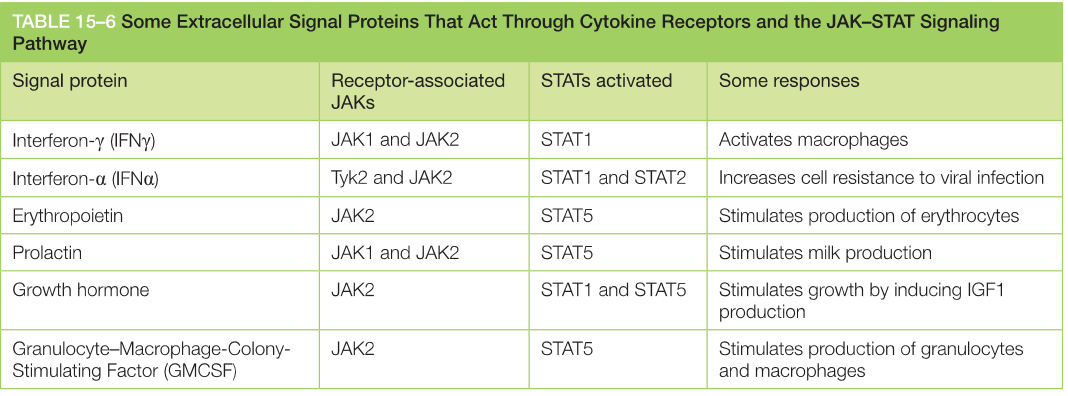 TABLE 15–6 Some Extracellular Signal Proteins That Act Through Cytokine Receptors and the JAK–STAT Signaling
Pathway
Signal protein
Receptor-associated
JAKs
STATs activated
Some responses
Interferon-γ (IFNγ)
JAK1 and JAK2
STAT1
Activates macrophages
Interferon-α (IFNα)
Tyk2 and JAK2
STAT1 and STAT2
Increases cell resistance to viral infection
Erythropoietin
JAK2
STAT5
Stimulates production of erythrocytes
Prolactin
JAK1 and JAK2
STAT5
Stimulates milk production
Growth hormone
JAK2
STAT1 and STAT5
Stimulates growth by inducing IGF1
production
Granulocyte–Macrophage-Colony-
Stimulating Factor (GMCSF)
JAK2
STAT5
Stimulates production of granulocytes
and macrophages